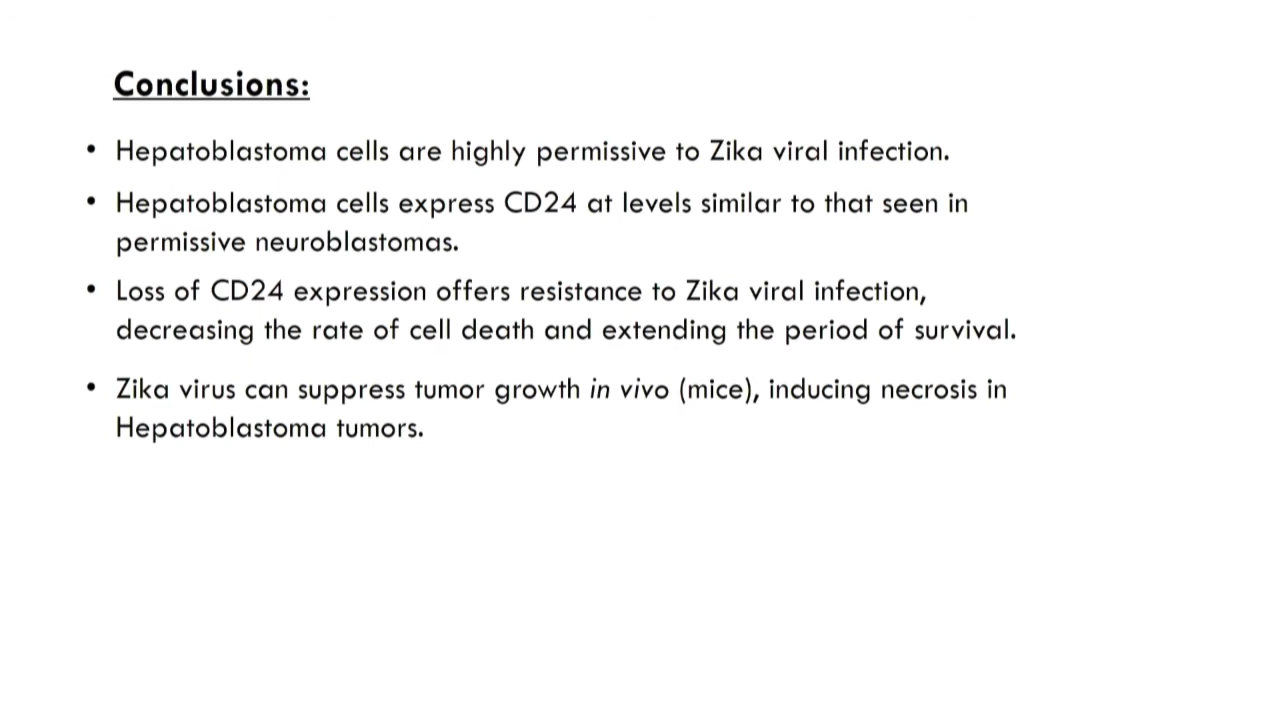 Conclusions:
• Hepatoblastoma cells are highly permissive to Zika viral infection.
• Hepatoblastoma cells express CD24 at levels similar to that seen in
permissive neuroblastomas.
• Loss of CD24 expression offers resistance to Zika viral infection,
decreasing the rate of cell death and extending the period of survival.
• Zika virus can suppress tumor growth in vivo (mice), inducing necrosis in
Hepatoblastoma tumors.